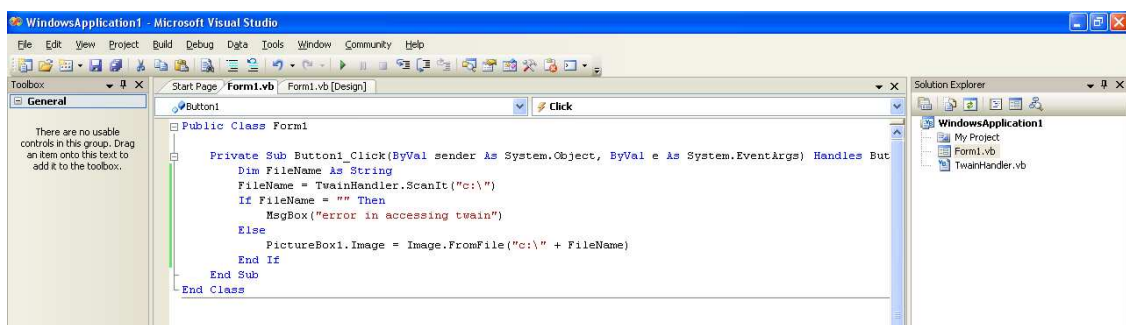 WindowsApplication1 - Microsoft Visual Studio
File Edit View Project Build Debug Data Tools Window Community Help
Toolbox
General
There are no usable
controls in this group. Drag
an item onto this text to
add it to the toolbox.
Start Page Form1.vb Form1.vb [Design]
Button1 Click
Public Class Form1
Private Sub Button1_Click(ByVal sender As System.Object, ByVal e As System.EventArgs) Handles But
Dim FileName As String
FileName = TwainHandler.ScanIt("c:\")
If FileName = "" Then
MsgBox("error in accessing twain")
Else
PictureBox1.Image = Image.FromFile("c:\" + FileName)
End If
End Sub
End Class
Solution Explorer
WindowsApplication1
My Project
Form1.vb
TwainHandler.vb